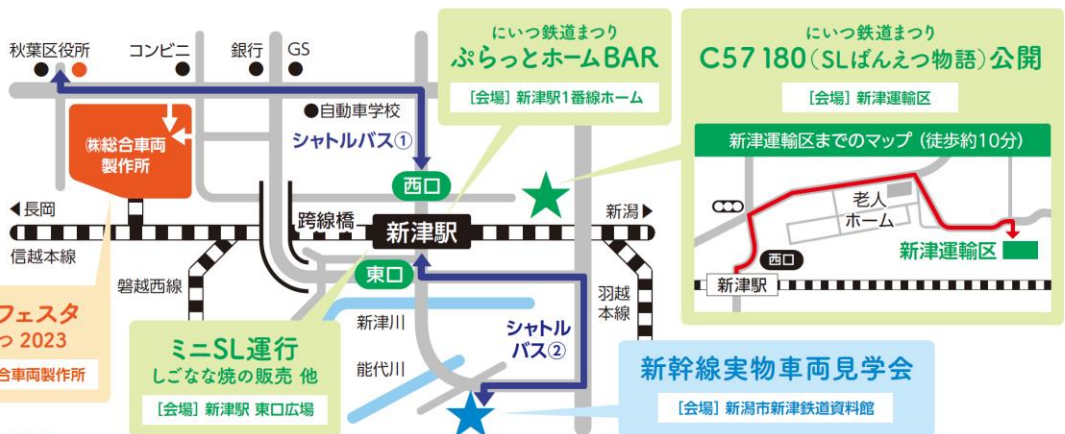 秋葉区役所
コンビニ
銀行
GS
●自動車学校
シャトルバス①
㈱総合車両
製作所
西口
◀長岡
信越本線
跨線橋
新津駅
新潟▶
東口
磐越西線
羽越
本線
新津川
能代川
シャトル
バス②
にいつ鉄道まつり
ぷらっとホームBAR
[会場] 新津駅1番線ホーム
にいつ鉄道まつり
C57 180(SLばんえつ物語)公開
[会場] 新津運輸区
新津運輸区までのマップ (徒歩約10分)
老人
ホーム
新津運輸区
西口
新津駅
フェスタ
つ 2023
合車両製作所
ミニSL運行
しごなな焼の販売 他
[会場] 新津駅 東口広場
新幹線実物車両見学会
[会場] 新潟市新津鉄道資料館